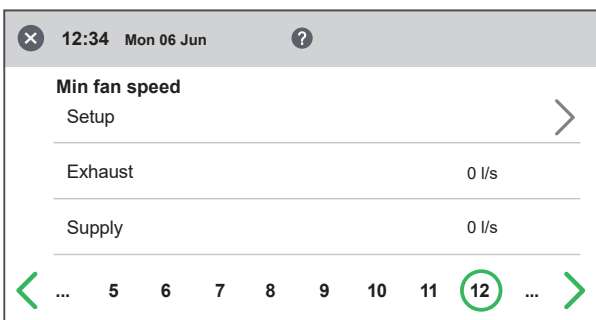 12:34 Mon 06 Jun ?
Min fan speed
Setup
Exhaust 0 l/s
Supply 0 l/s
... 5 6 7 8 9 10 11 12 ...